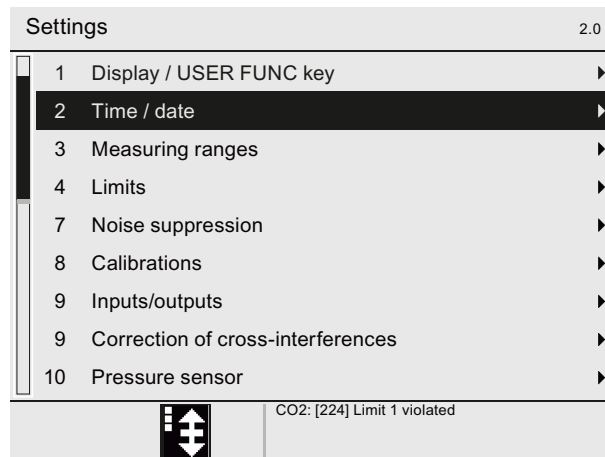 Settings 2.0
1 Display / USER FUNC key
2 Time / date
3 Measuring ranges
4 Limits
7 Noise suppression
8 Calibrations
9 Inputs/outputs
9 Correction of cross-interferences
10 Pressure sensor
CO2: [224] Limit 1 violated